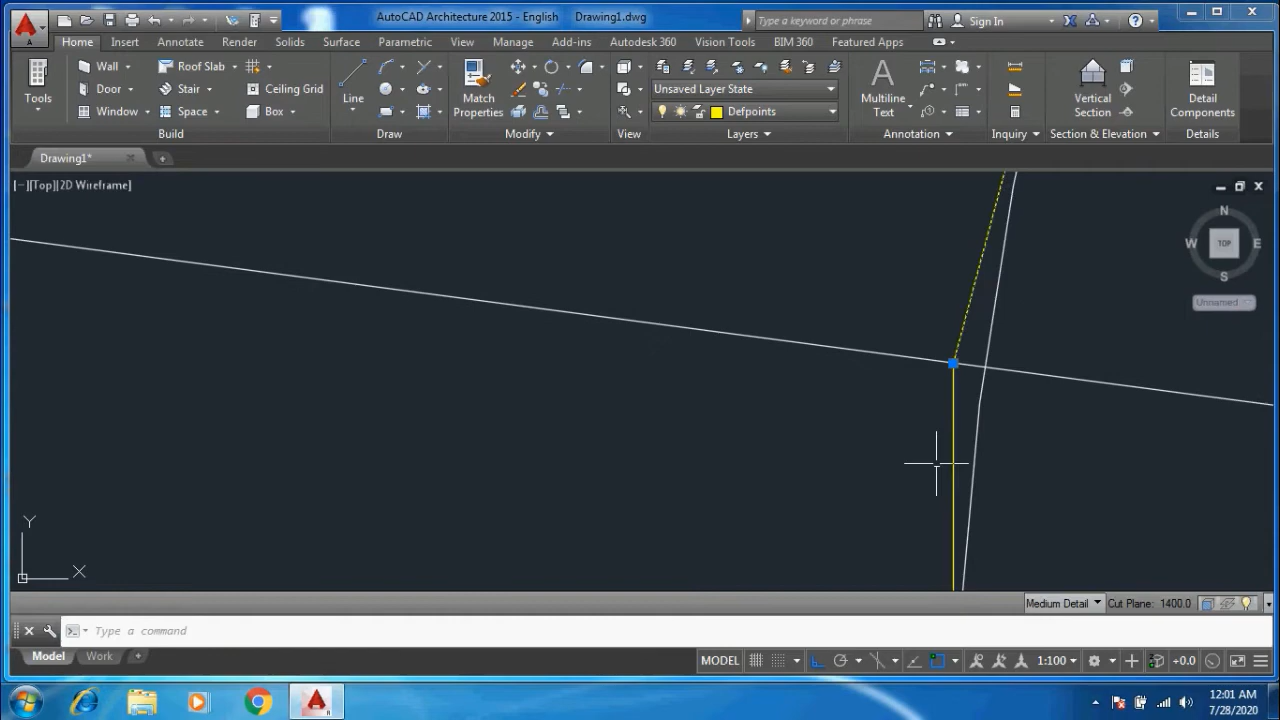 AutoCAD Architecture 2015 - English Drawing1.dwg
Type a keyword or phrase
Sign In
Home Insert Annotate Render Solids Surface Parametric View Manage Add-ins Autodesk 360 Vision Tools BIM 360 Featured Apps
Tools
Wall
Door
Window
Roof Slab
Stair
Space
Ceiling Grid
Box
Build
Line
Draw
Match
Properties
Modify
View
Unsaved Layer State
Defpoints
Layers
Multiline
Text
Annotation
Inquiry
Vertical
Section
Section & Elevation
Detail
Components
Details
Drawing1*
[−][Top][2D Wireframe]
N
W TOP E
S
Unnamed
Y
X
Medium Detail Cut Plane: 1400.0
Type a command
Model Work
MODEL 1:100 +0.0
12:01 AM
7/28/2020